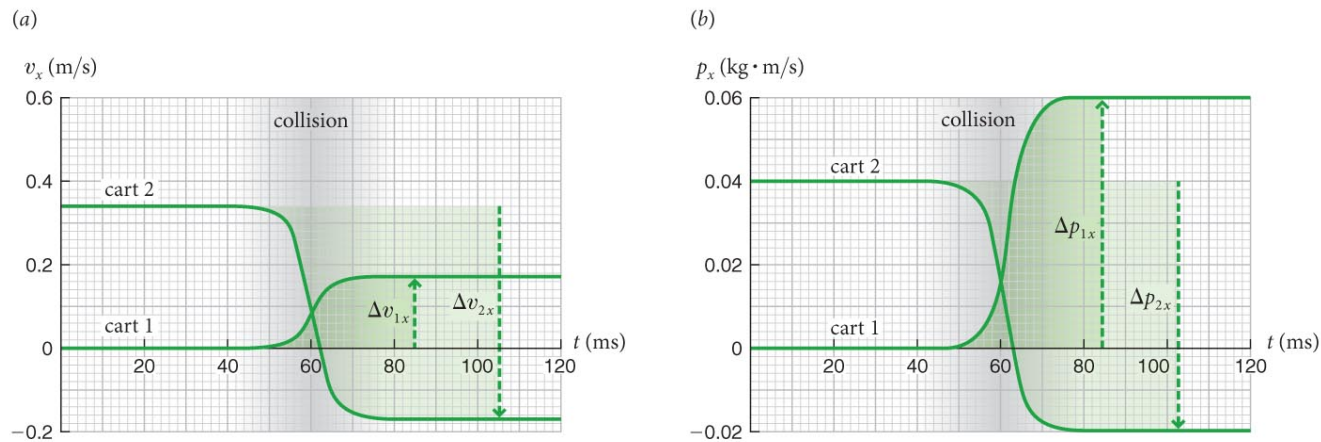 (a)
v_x (m/s)
0.6
collision
0.4
cart 2
0.2
Δv_1x
Δv_2x
cart 1
0
t (ms)
20
40
60
80
100
120
−0.2
(b)
p_x (kg · m/s)
0.06
collision
cart 2
0.04
Δp_1x
0.02
Δp_2x
cart 1
0
t (ms)
20
40
60
80
100
120
−0.02